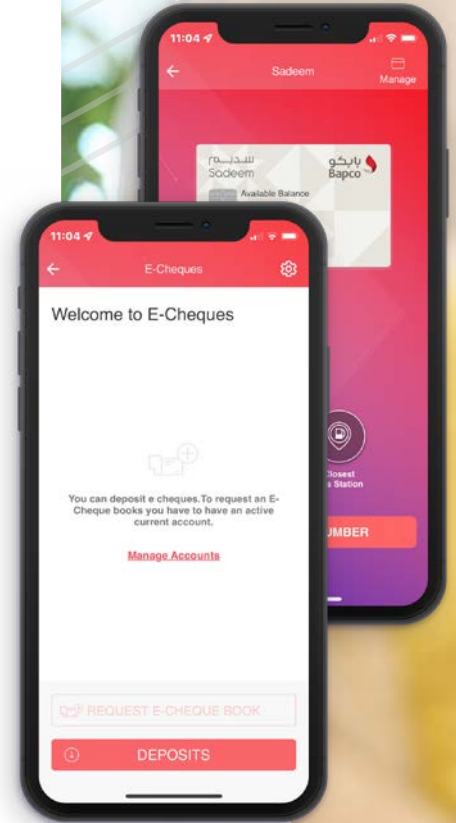 11:04
Sadeem
Manage
سديم
Sadeem
بابكو
Bapco
Available Balance
Closest
Station
UMBER
11:04
E-Cheques
Welcome to E-Cheques
You can deposit e cheques.To request an E-
Cheque books you have to have an active
current account.
Manage Accounts
REQUEST E-CHEQUE BOOK
DEPOSITS